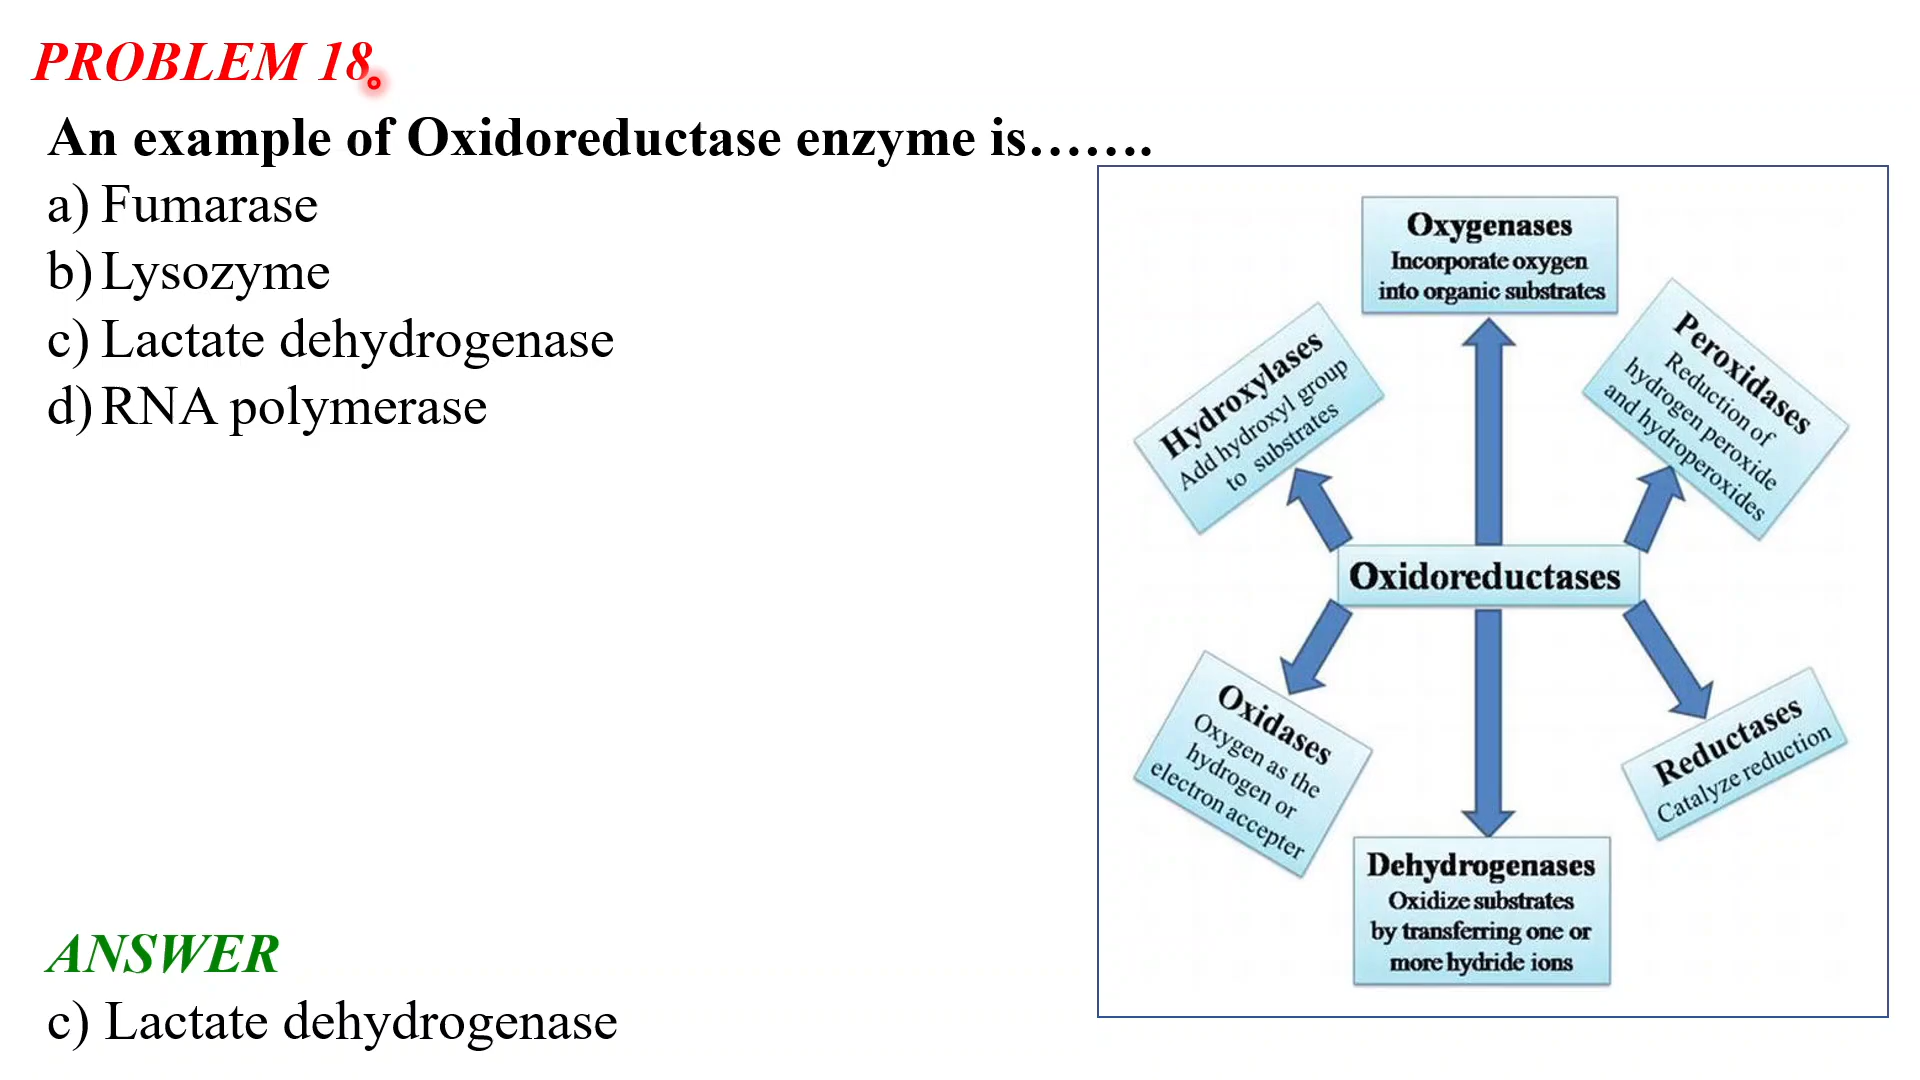 PROBLEM 18.
An example of Oxidoreductase enzyme is…….
a) Fumarase
b) Lysozyme
c) Lactate dehydrogenase
d) RNA polymerase
Oxygenases
Incorporate oxygen
into organic substrates
Hydroxylases
Add hydroxyl group
to substrates
Peroxidases
Reduction of
hydrogen peroxide
and hydroperoxides
Oxidoreductases
Oxidases
Oxygen as the
hydrogen or
electron accepter
Reductases
Catalyze reduction
Dehydrogenases
Oxidize substrates
by transferring one or
more hydride ions
ANSWER
c) Lactate dehydrogenase